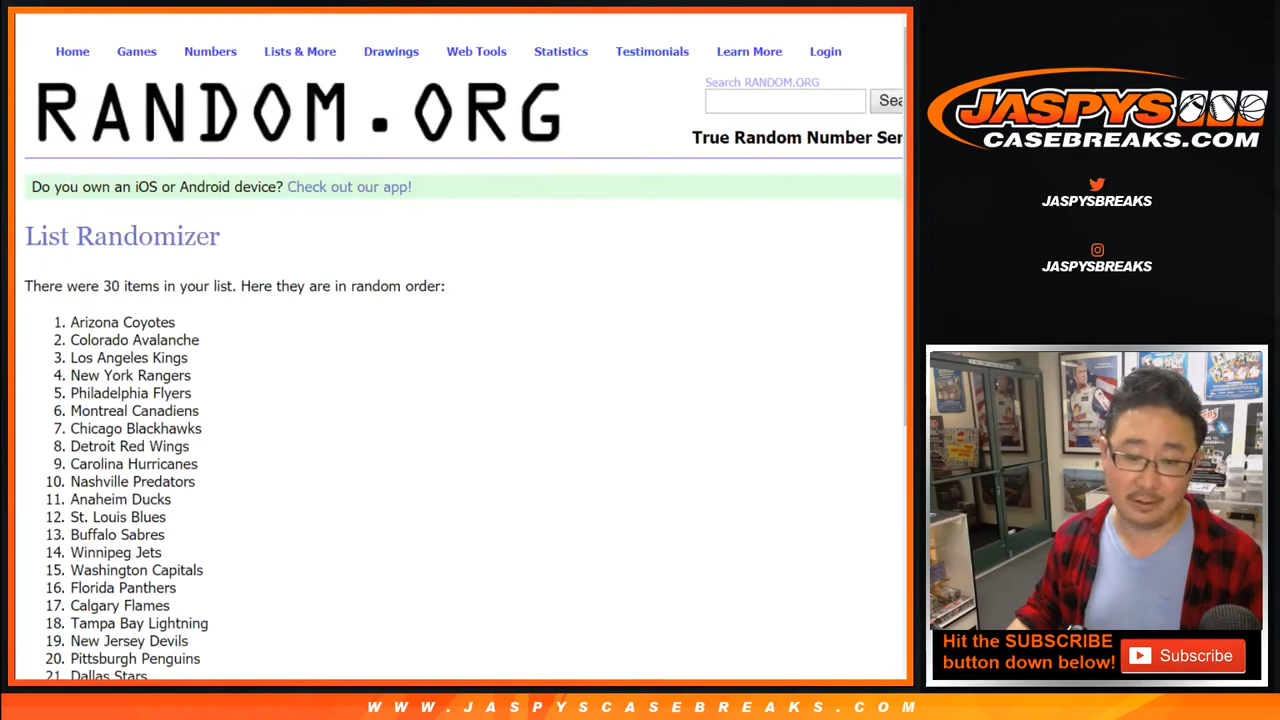 Home Games Numbers Lists & More Drawings Web Tools Statistics Testimonials Learn More Login
RANDOM.ORG
Search RANDOM.ORG
Sea
True Random Number Ser
Do you own an iOS or Android device? Check out our app!
List Randomizer
There were 30 items in your list. Here they are in random order:
1. Arizona Coyotes
2. Colorado Avalanche
3. Los Angeles Kings
4. New York Rangers
5. Philadelphia Flyers
6. Montreal Canadiens
7. Chicago Blackhawks
8. Detroit Red Wings
9. Carolina Hurricanes
10. Nashville Predators
11. Anaheim Ducks
12. St. Louis Blues
13. Buffalo Sabres
14. Winnipeg Jets
15. Washington Capitals
16. Florida Panthers
17. Calgary Flames
18. Tampa Bay Lightning
19. New Jersey Devils
20. Pittsburgh Penguins
21. Dallas Stars
JASPYS
CASEBREAKS.COM
JASPYSBREAKS
JASPYSBREAKS
Hit the SUBSCRIBE
button down below!
Subscribe
WWW.JASPYSCASEBREAKS.COM